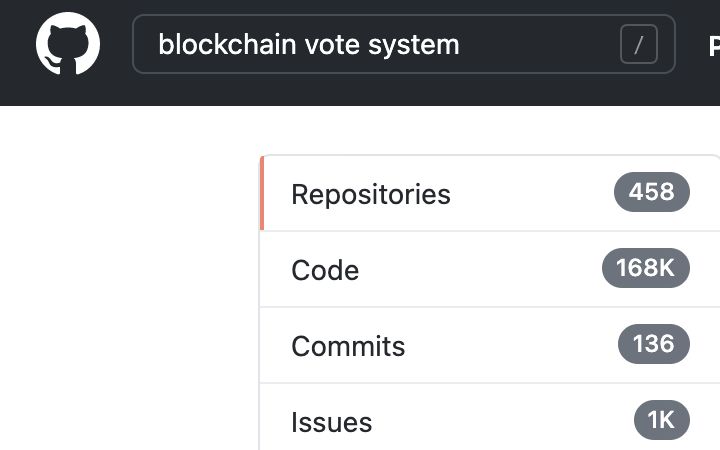 blockchain vote system /
Repositories 458
Code 168K
Commits 136
Issues 1K